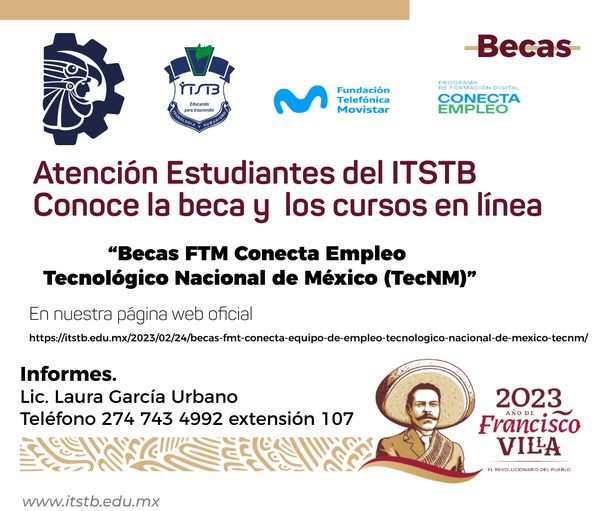 Becas
ITSTB
Educando
para trascender
TECNOLOGÍA Y HUMANISMO
Fundación
Telefónica
Movistar
PROGRAMA
DE FORMACIÓN DIGITAL
CONECTA
EMPLEO
Atención Estudiantes del ITSTB
Conoce la beca y los cursos en línea
“Becas FTM Conecta Empleo
Tecnológico Nacional de México (TecNM)”
En nuestra página web oficial
https://itstb.edu.mx/2023/02/24/becas-fmt-conecta-equipo-de-empleo-tecnologico-nacional-de-mexico-tecnm/
Informes.
Lic. Laura García Urbano
Teléfono 274 743 4992 extensión 107
2023
AÑO DE
Francisco
VILLA
EL REVOLUCIONARIO DEL PUEBLO
www.itstb.edu.mx